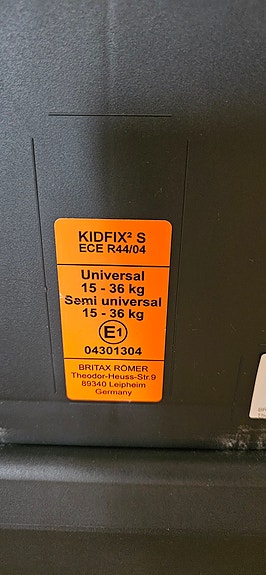 KIDFIX² S
ECE R44/04
Universal
15 - 36 kg
Semi universal
15 - 36 kg
E1
04301304
BRITAX RÖMER
Theodor-Heuss-Str.9
89340 Leipheim
Germany